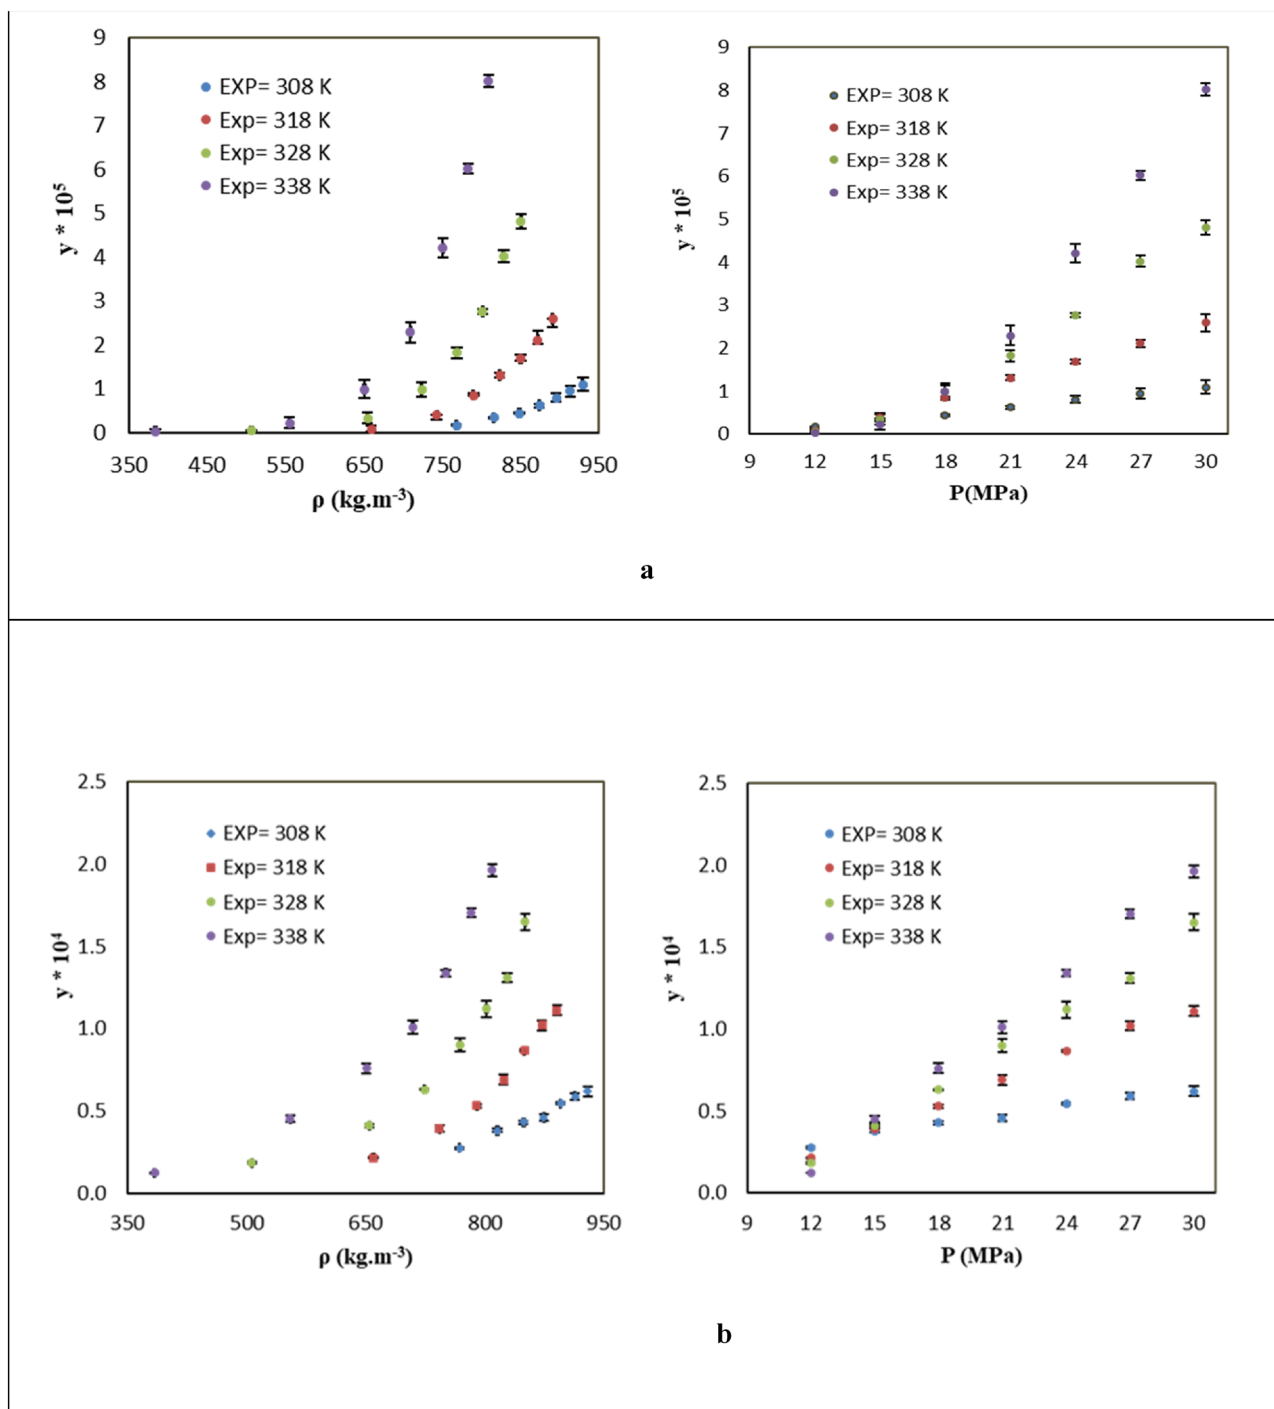 9
8
7
6
5
4
3
2
1
0
y * 10⁵
EXP= 308 K
Exp= 318 K
Exp= 328 K
Exp= 338 K
350 450 550 650 750 850 950
ρ (kg.m⁻³)
9
8
7
6
5
4
3
2
1
0
y * 10⁵
EXP= 308 K
Exp= 318 K
Exp= 328 K
Exp= 338 K
9 12 15 18 21 24 27 30
P(MPa)
a
2.5
2.0
1.5
1.0
0.5
0.0
y * 10⁴
EXP= 308 K
Exp= 318 K
Exp= 328 K
Exp= 338 K
350 500 650 800 950
ρ (kg.m⁻³)
2.5
2.0
1.5
1.0
0.5
0.0
y * 10⁴
EXP= 308 K
Exp= 318 K
Exp= 328 K
Exp= 338 K
9 12 15 18 21 24 27 30
P (MPa)
b